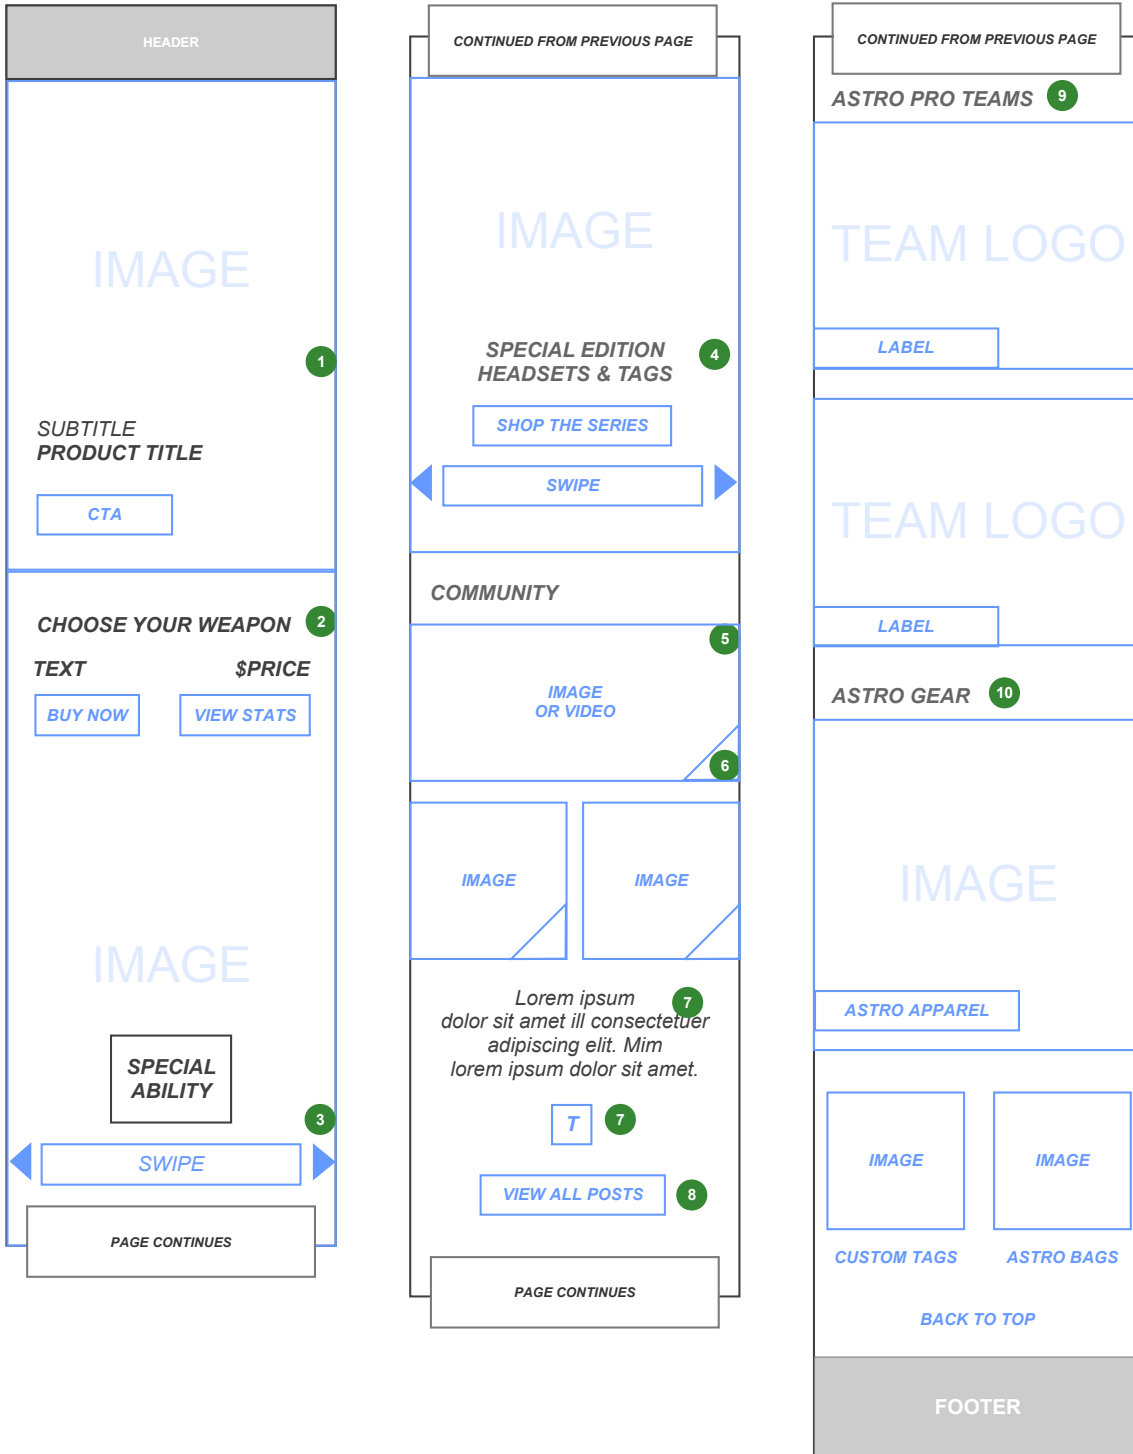 HEADER
IMAGE
1
SUBTITLE
PRODUCT TITLE
CTA
CHOOSE YOUR WEAPON 2
TEXT $PRICE
BUY NOW VIEW STATS
IMAGE
SPECIAL
ABILITY
3
SWIPE
PAGE CONTINUES
CONTINUED FROM PREVIOUS PAGE
IMAGE
SPECIAL EDITION 4
HEADSETS & TAGS
SHOP THE SERIES
SWIPE
COMMUNITY
5
IMAGE
OR VIDEO
6
IMAGE IMAGE
Lorem ipsum 7
dolor sit amet ill consectetuer
adipiscing elit. Mim
lorem ipsum dolor sit amet.
T 7
VIEW ALL POSTS 8
PAGE CONTINUES
CONTINUED FROM PREVIOUS PAGE
ASTRO PRO TEAMS 9
TEAM LOGO
LABEL
TEAM LOGO
LABEL
ASTRO GEAR 10
IMAGE
ASTRO APPAREL
IMAGE IMAGE
CUSTOM TAGS ASTRO BAGS
BACK TO TOP
FOOTER